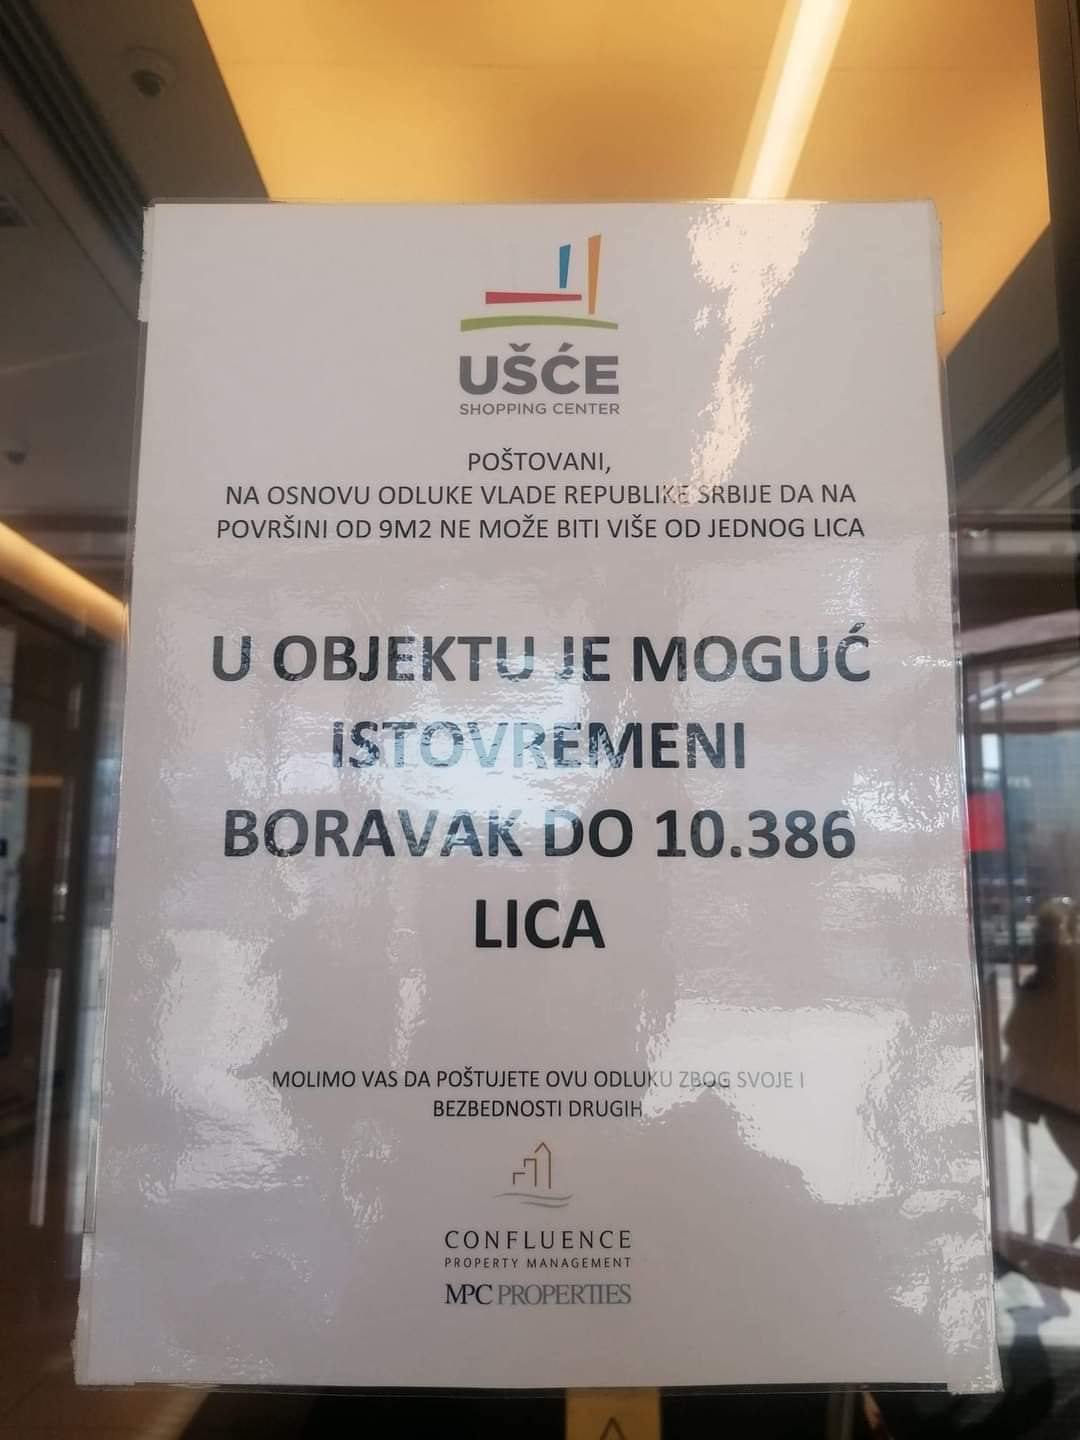 UŠĆE
SHOPPING CENTER
POŠTOVANI,
NA OSNOVU ODLUKE VLADE REPUBLIKE SRBIJE DA NA
POVRŠINI OD 9M2 NE MOŽE BITI VIŠE OD JEDNOG LICA
U OBJEKTU JE MOGUĆ
ISTOVREMENI
BORAVAK DO 10.386
LICA
MOLIMO VAS DA POŠTUJETE OVU ODLUKU ZBOG SVOJE I
BEZBEDNOSTI DRUGIH
CONFLUENCE
PROPERTY MANAGEMENT
MPC PROPERTIES